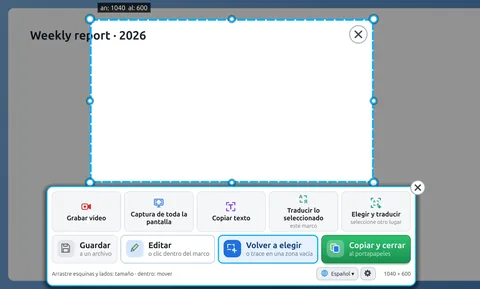 an: 1040 al: 600
Weekly report · 2026
Grabar video
Captura de toda la
pantalla
Copiar texto
Traducir lo
seleccionado
este marco
Elegir y traducir
seleccione otro lugar
Guardar
a un archivo
Editar
o clic dentro del marco
Volver a elegir
o trace en una zona vacía
Copiar y cerrar
al portapapeles
Arrastre esquinas y lados: tamaño · dentro: mover
Español ▾
1040 × 600